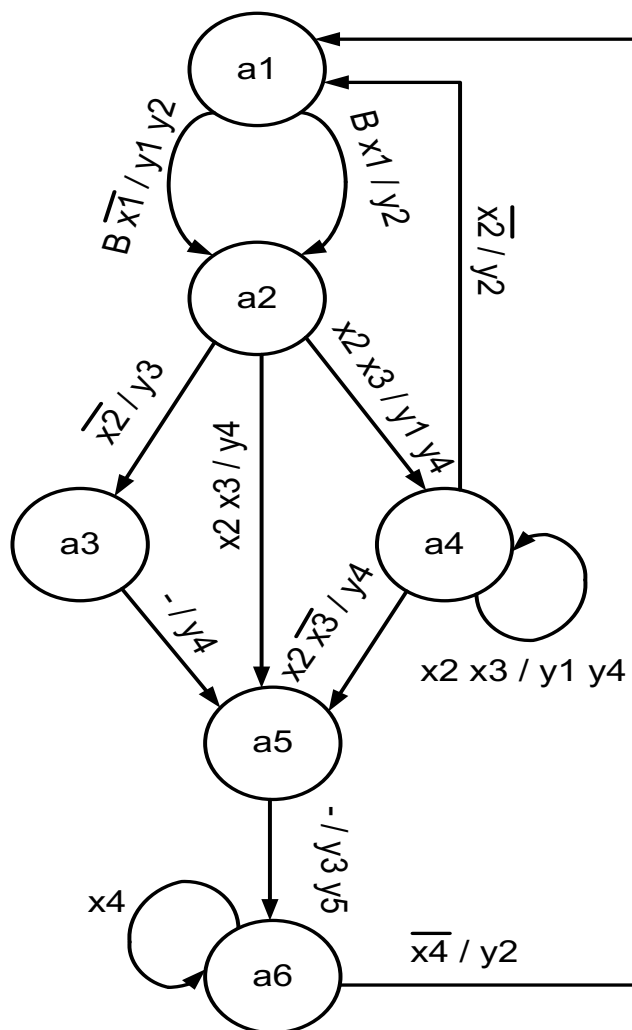 a1
B x̅1̅ / y1 y2
B x1 / y2
x̅2̅ / y2
a2
x̅2 / y3
x2 x3 / y4
x2 x3 / y1 y4
a3
a4
- / y4
x2 x̅3̅ / y4
x2 x3 / y1 y4
a5
- / y3 y5
x4
a6
x̅4̅ / y2